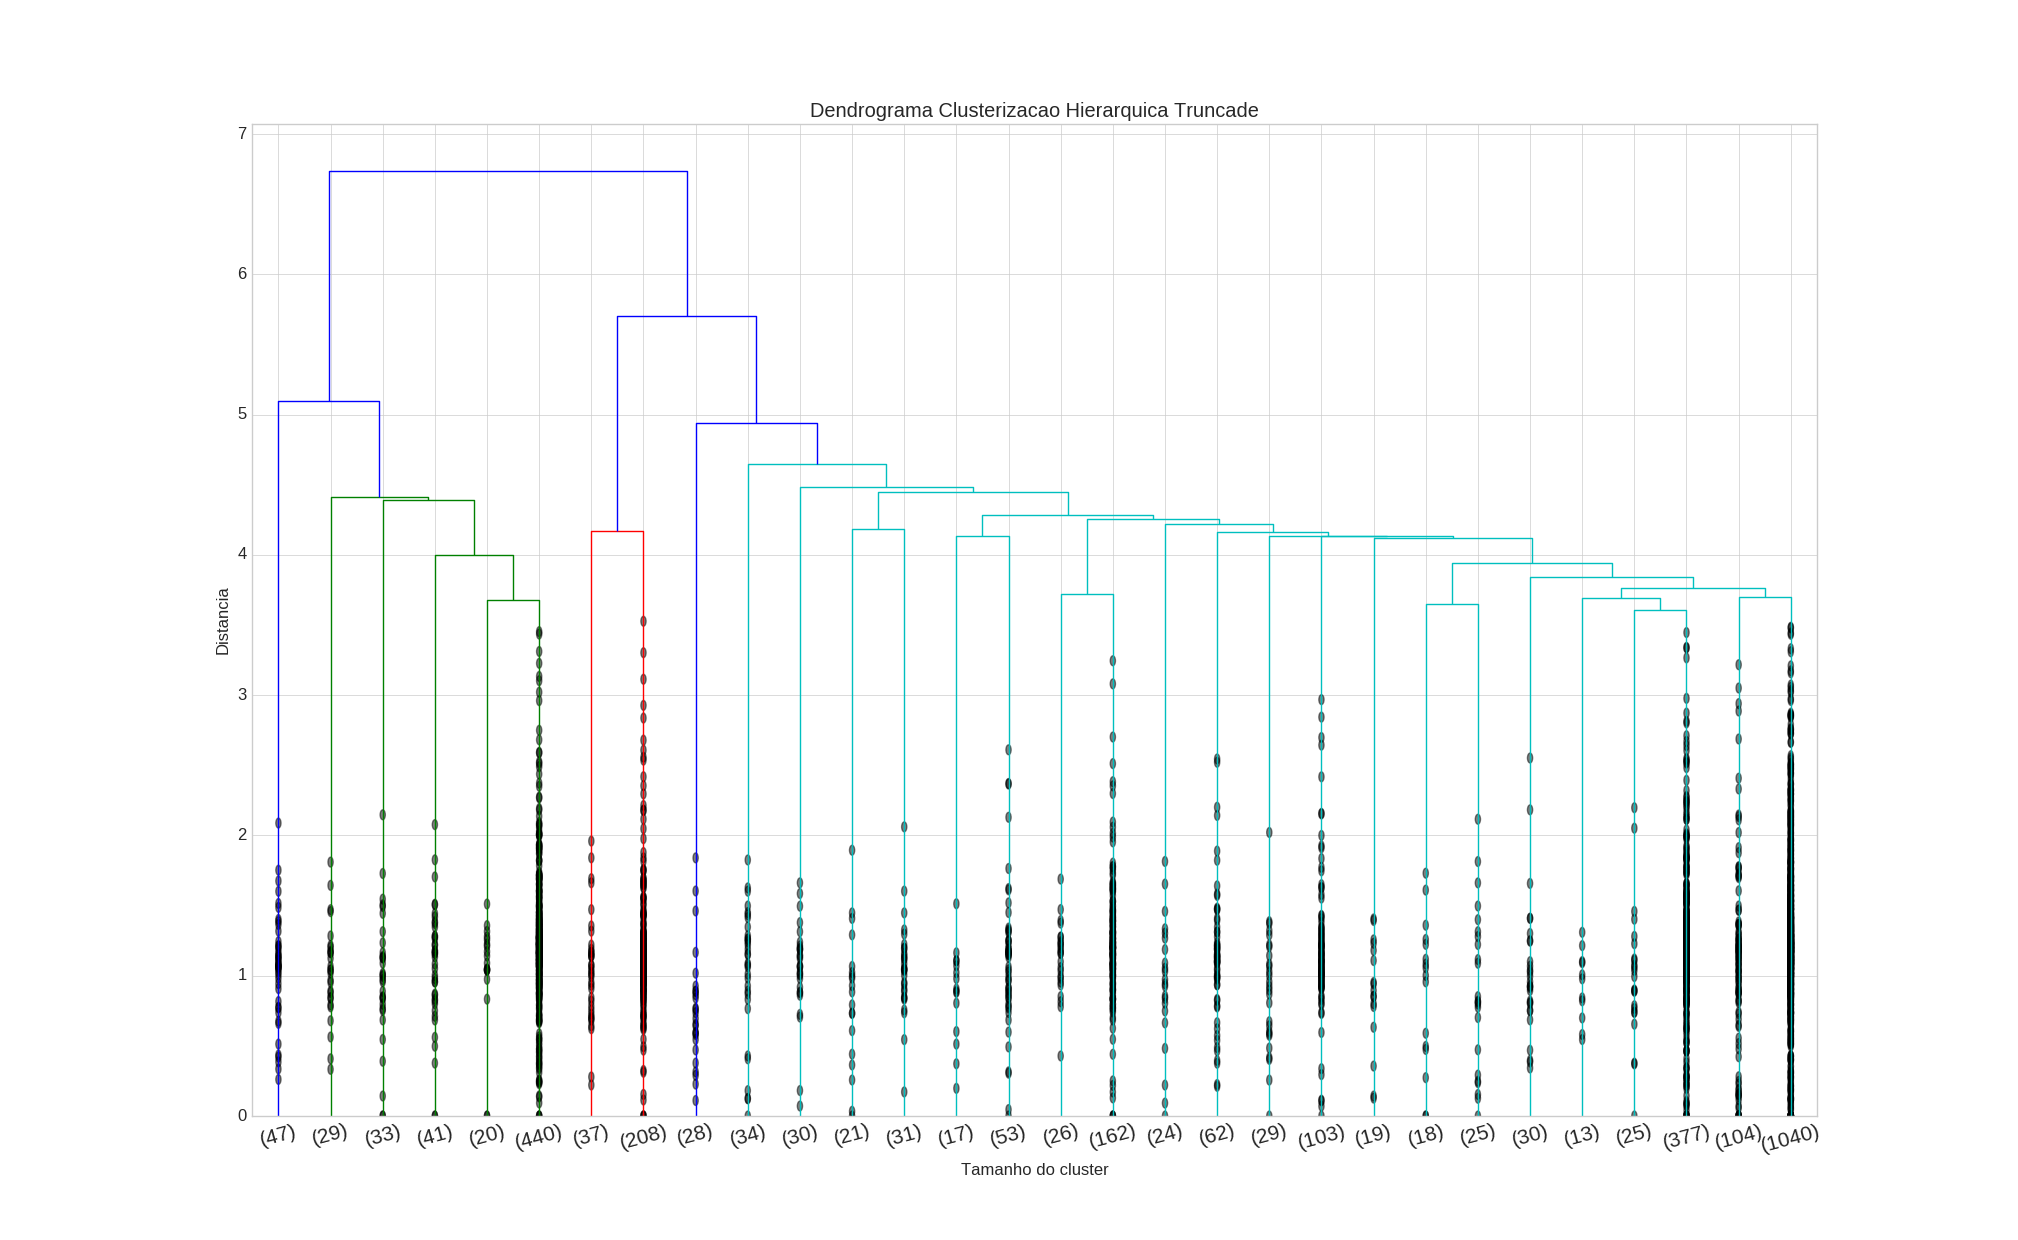 Dendrograma Clusterizacao Hierarquica Truncade
7
6
5
4
3
2
1
0
Distancia
(47) (29) (33) (41) (20) (440) (37) (208) (28) (34) (30) (21) (31) (17) (53) (26) (162) (24) (62) (29) (103) (19) (18) (25) (30) (13) (25) (377) (104) (1040)
Tamanho do cluster